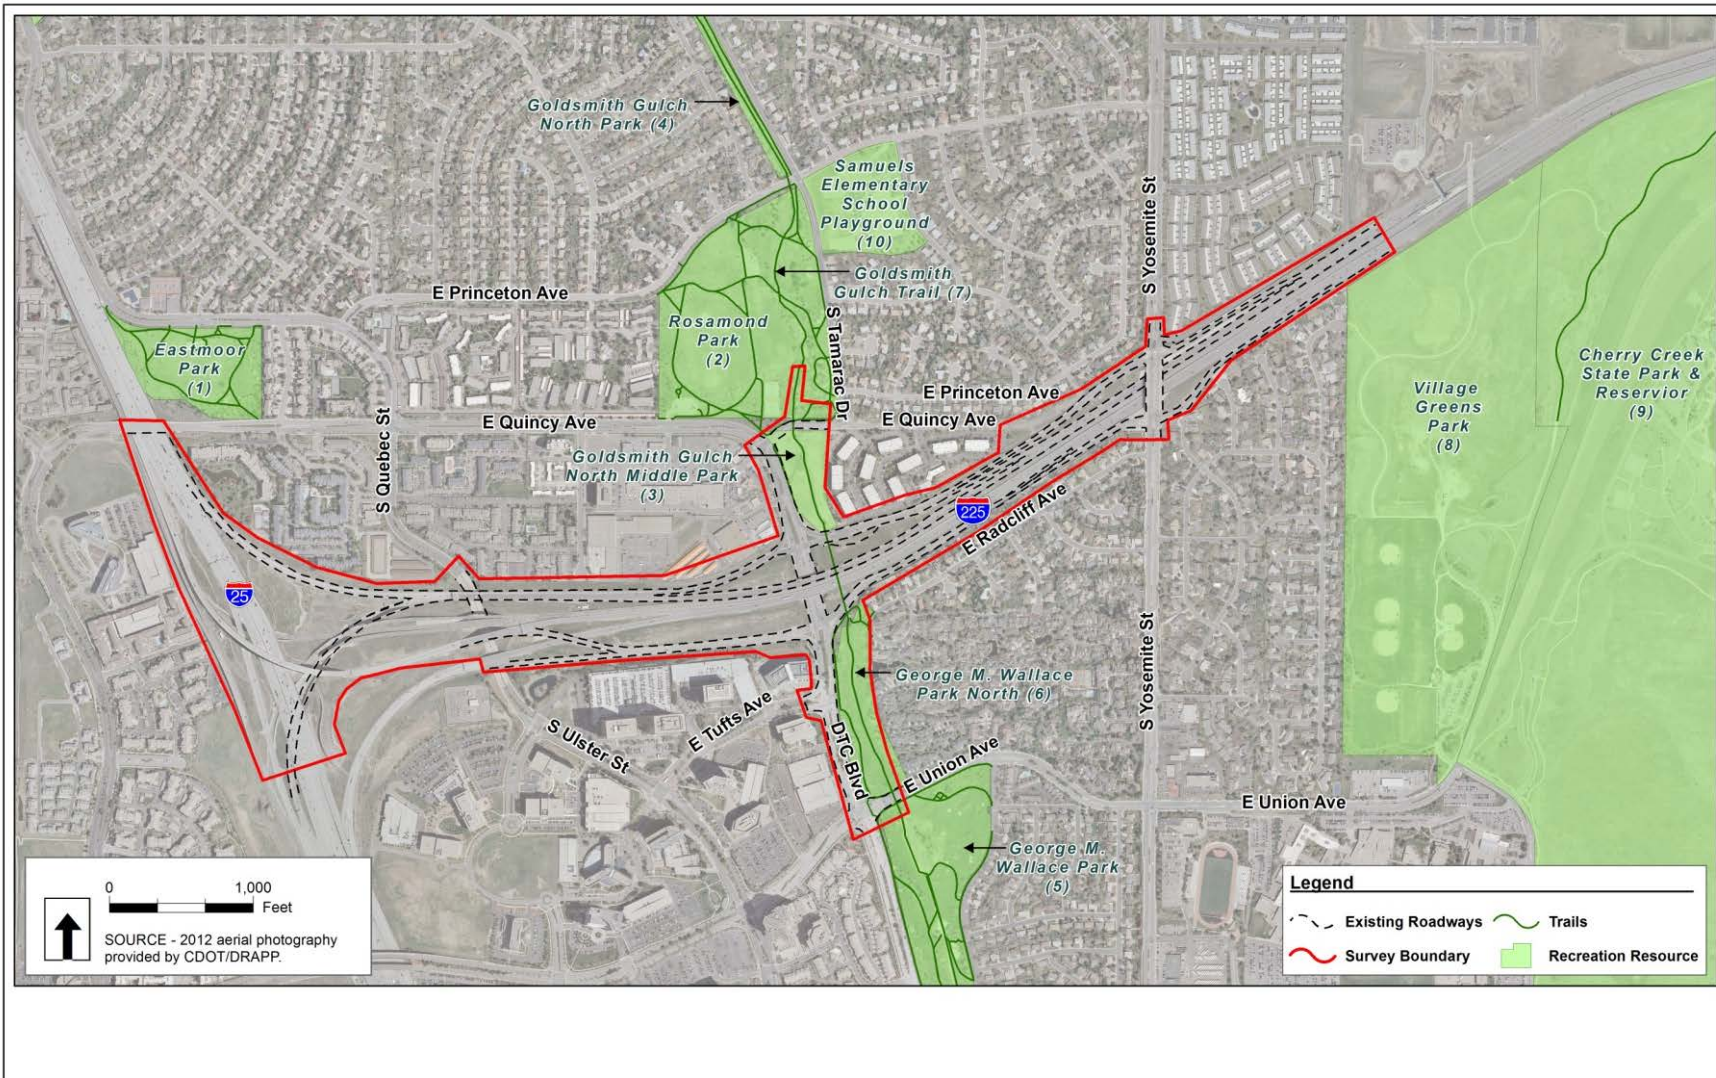 Goldsmith Gulch
North Park (4)
Samuels
Elementary
School
Playground
(10)
S Yosemite St
Goldsmith
Gulch Trail (7)
E Princeton Ave
Rosamond
Park
(2)
S Tamarac Dr
Eastmoor
Park
(1)
Cherry Creek
State Park &
Reservior
(9)
Village
Greens
Park
(8)
E Princeton Ave
E Quincy Ave
E Quincy Ave
S Quebec St
Goldsmith Gulch
North Middle Park
(3)
225
E Radcliff Ave
25
S Yosemite St
George M. Wallace
Park North (6)
E Tufts Ave
S Ulster St
DTC Blvd
E Union Ave
E Union Ave
George M.
Wallace Park
(5)
0 1,000
Feet
SOURCE - 2012 aerial photography
provided by CDOT/DRAPP.
Legend
Existing Roadways Trails
Survey Boundary Recreation Resource